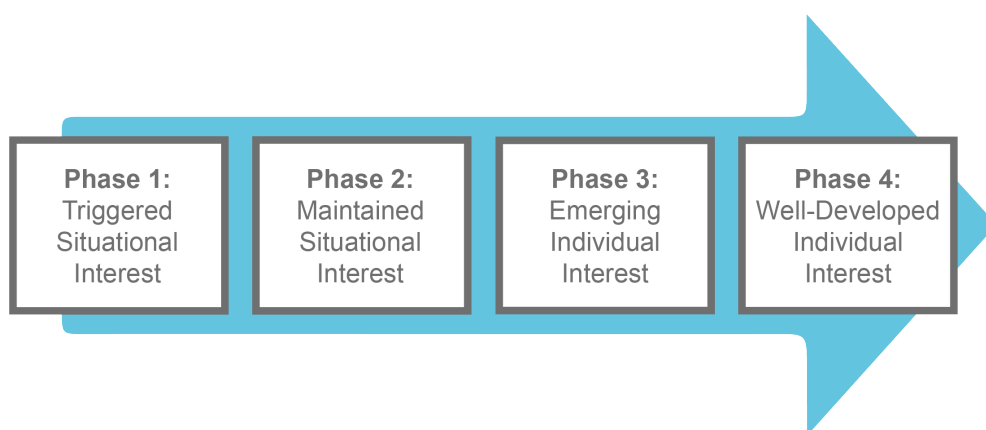 Phase 1:
Triggered
Situational
Interest
Phase 2:
Maintained
Situational
Interest
Phase 3:
Emerging
Individual
Interest
Phase 4:
Well-Developed
Individual
Interest